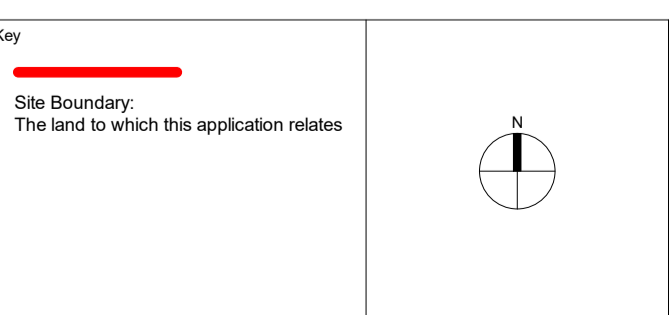 Key
Site Boundary:
The land to which this application relates
N